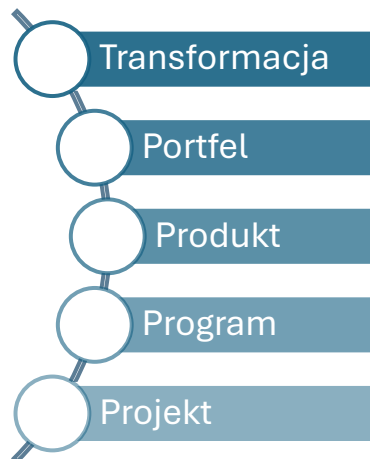 Transformacja
Portfel
Produkt
Program
Projekt